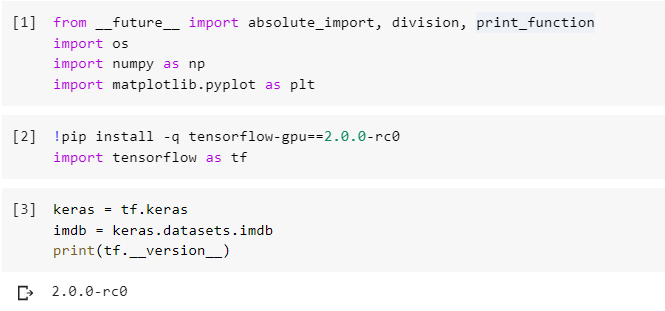 [1] from __future__ import absolute_import, division, print_function
import os
import numpy as np
import matplotlib.pyplot as plt
[2] !pip install -q tensorflow-gpu==2.0.0-rc0
import tensorflow as tf
[3] keras = tf.keras
imdb = keras.datasets.imdb
print(tf.__version__)
2.0.0-rc0